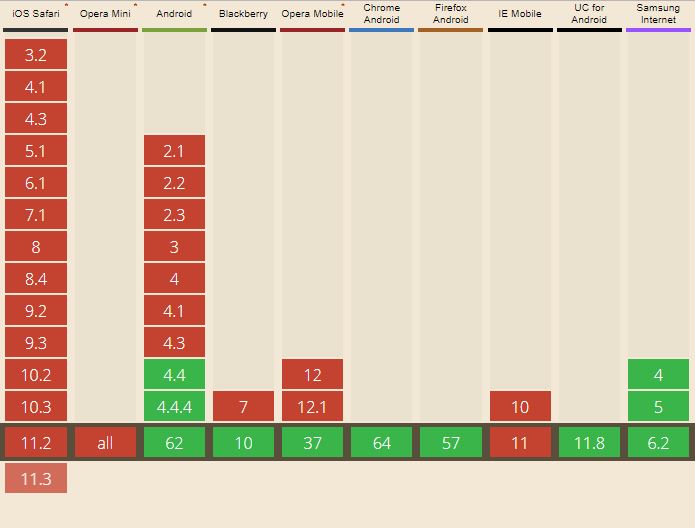 iOS Safari * Opera Mini * Android * Blackberry Opera Mobile * Chrome Android Firefox Android IE Mobile UC for Android Samsung Internet
3.2
4.1
4.3
5.1 2.1
6.1 2.2
7.1 2.3
8 3
8.4 4
9.2 4.1
9.3 4.3
10.2 4.4 12 4
10.3 4.4.4 7 12.1 10 5
11.2 all 62 10 37 64 57 11 11.8 6.2
11.3